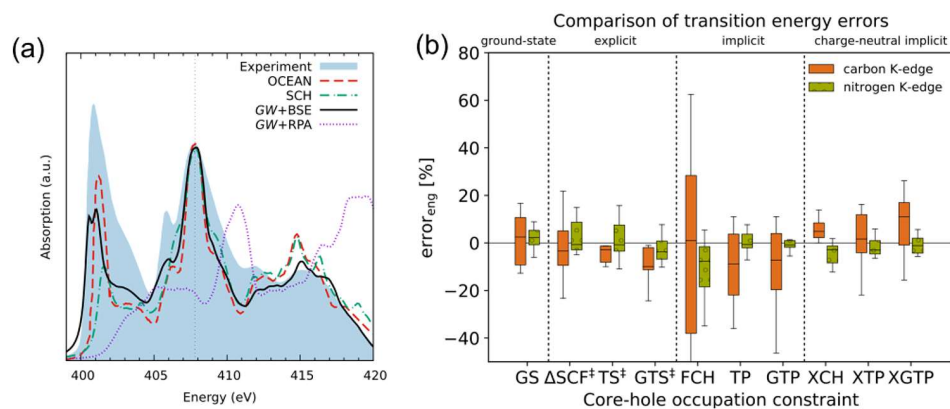 (a)
Experiment
OCEAN
SCH
GW+BSE
GW+RPA
Absorption (a.u.)
400 405 410 415 420
Energy (eV)
(b)
Comparison of transition energy errors
ground-state explicit implicit charge-neutral implicit
carbon K-edge
nitrogen K-edge
error_eng [%]
80
60
40
20
0
−20
−40
GS ΔSCF‡ TS‡ GTS‡ FCH TP GTP XCH XTP XGTP
Core-hole occupation constraint